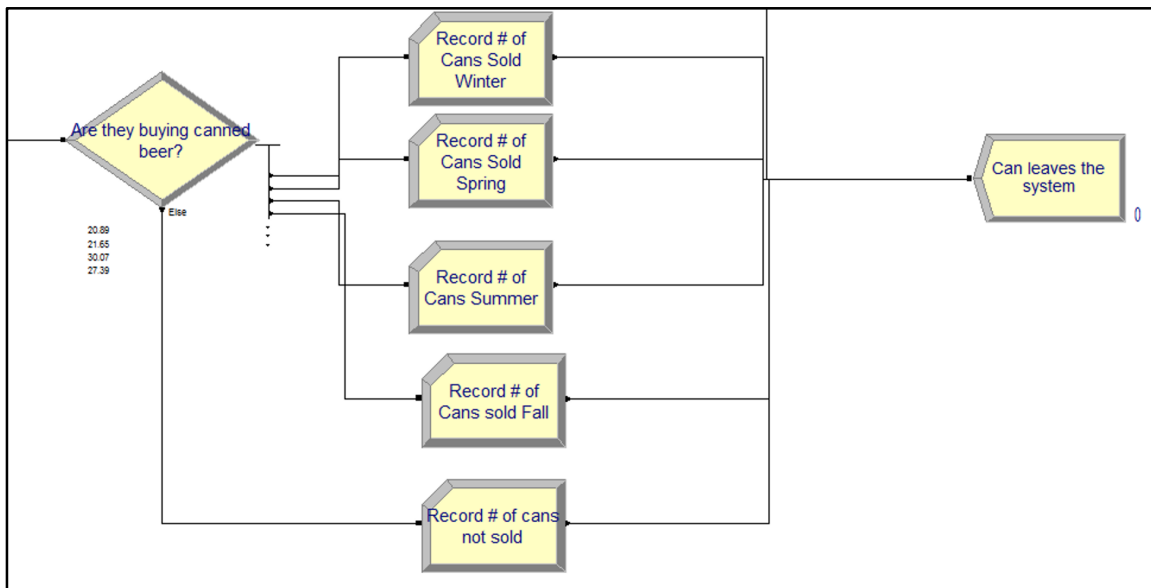 Are they buying canned
beer?
Else
20.89
21.65
30.07
27.39
Record # of
Cans Sold
Winter
Record # of
Cans Sold
Spring
Record # of
Cans Summer
Record # of
Cans sold Fall
Record # of cans
not sold
Can leaves the
system
0